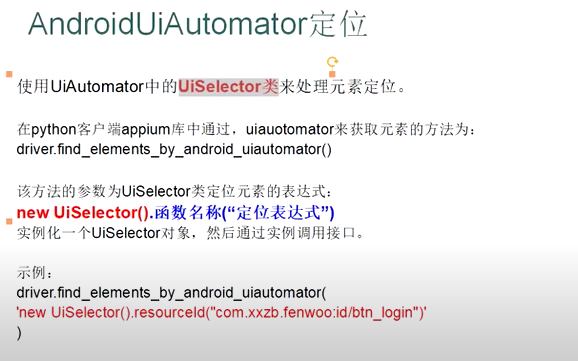 AndroidUiAutomator定位
使用UiAutomator中的UiSelector类来处理元素定位。
在python客户端appium库中通过，uiauotomator来获取元素的方法为：
driver.find_elements_by_android_uiautomator()
该方法的参数为UiSelector类定位元素的表达式：
new UiSelector().函数名称(“定位表达式”)
实例化一个UiSelector对象，然后通过实例调用接口。
示例：
driver.find_elements_by_android_uiautomator(
'new UiSelector().resourceId("com.xxzb.fenwoo:id/btn_login")'
)